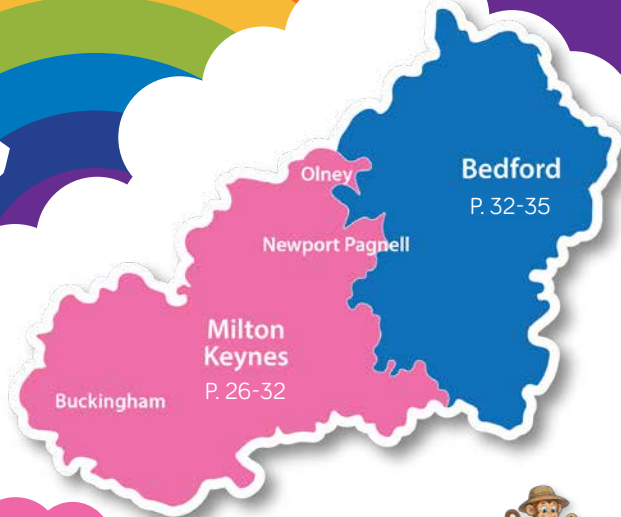 Olney
Bedford
P. 32-35
Newport Pagnell
Milton
Keynes
P. 26-32
Buckingham